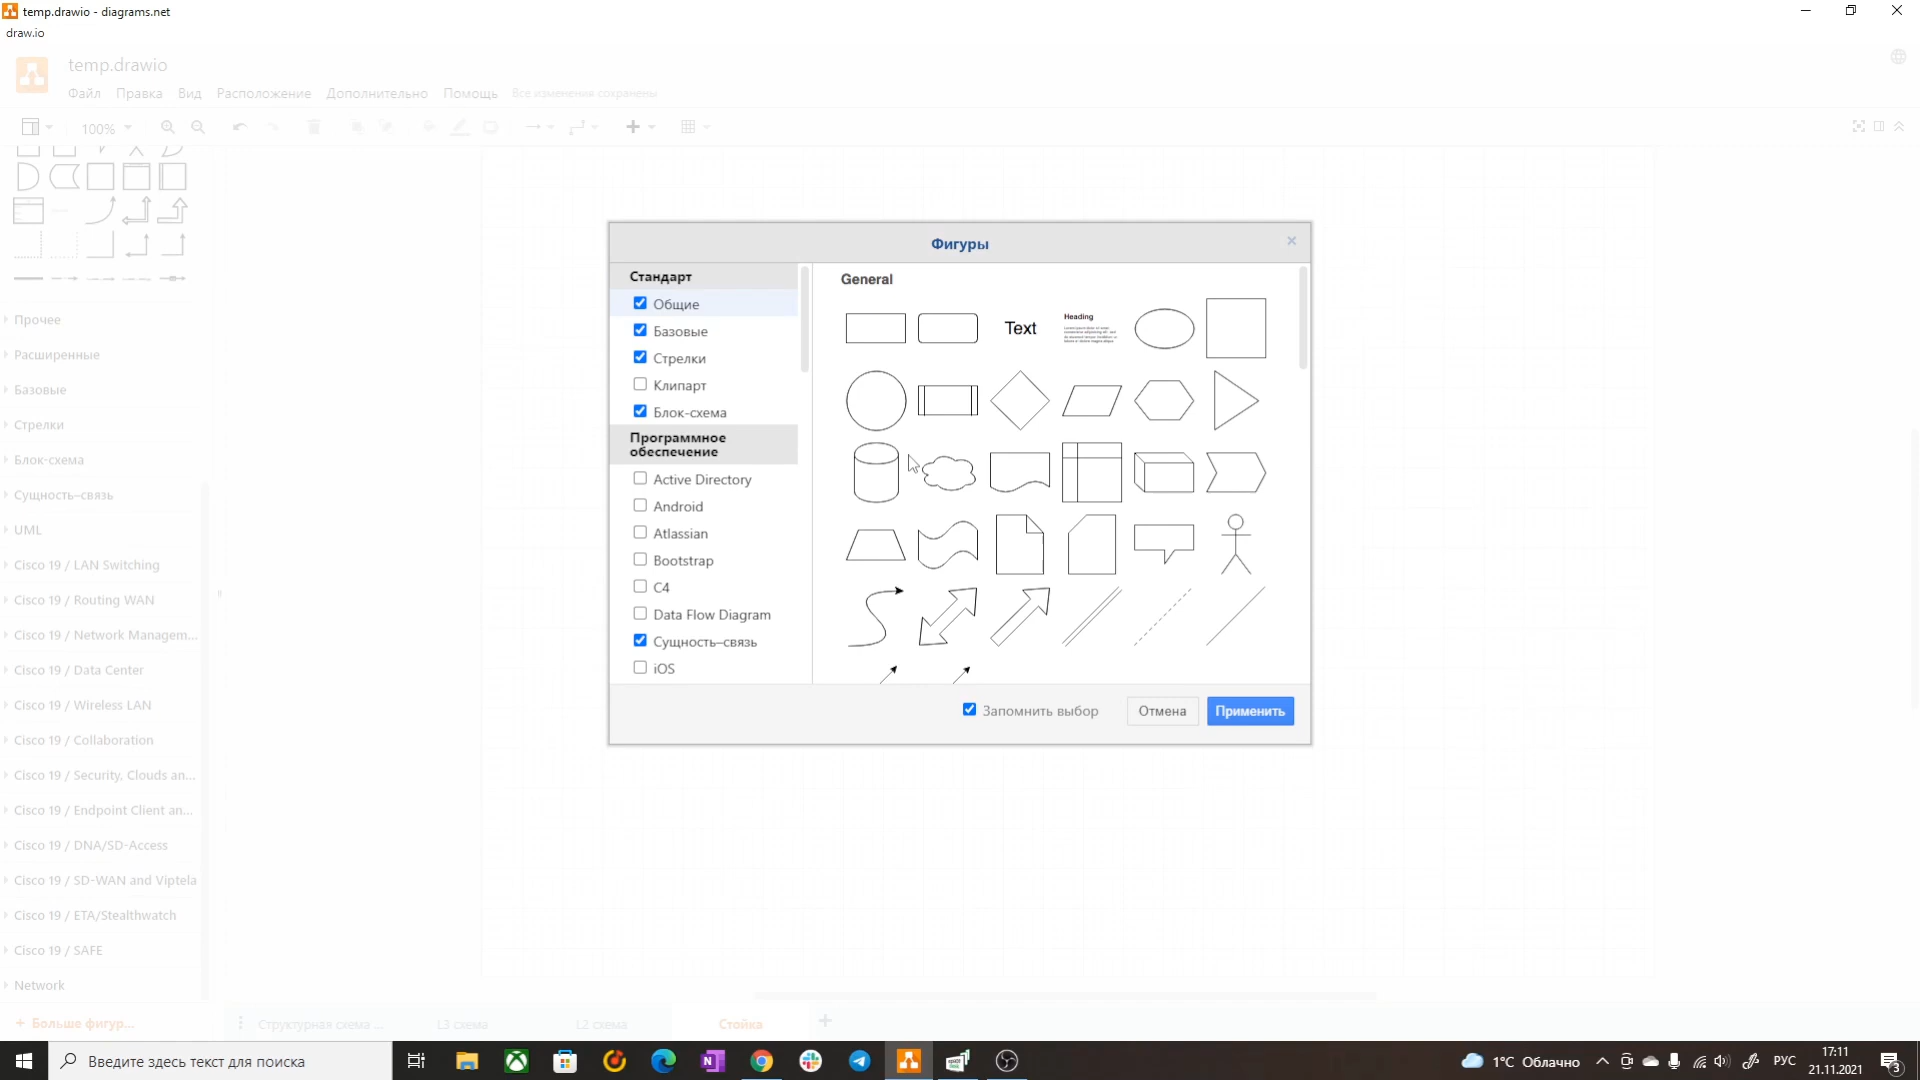 temp.drawio - diagrams.net
draw.io
temp.drawio
Файл Правка Вид Расположение Дополнительно Помощь Все изменения сохранены
100%
Прочее
Расширенные
Базовые
Стрелки
Блок-схема
Сущность–связь
UML
Cisco 19 / LAN Switching
Cisco 19 / Routing WAN
Cisco 19 / Network Managem...
Cisco 19 / Data Center
Cisco 19 / Wireless LAN
Cisco 19 / Collaboration
Cisco 19 / Security, Clouds an...
Cisco 19 / Endpoint Client an...
Cisco 19 / DNA/SD-Access
Cisco 19 / SD-WAN and Viptela
Cisco 19 / ETA/Stealthwatch
Cisco 19 / SAFE
Network
+ Больше фигур...
Фигуры
Стандарт
Общие
Базовые
Стрелки
Клипарт
Блок-схема
Программное
обеспечение
Active Directory
Android
Atlassian
Bootstrap
C4
Data Flow Diagram
Сущность–связь
iOS
General
Text
Heading
Запомнить выбор
Отмена
Применить
Структурная схема ...
L3 схема
L2 схема
Стойка
Введите здесь текст для поиска
1°C Облачно
РУС
17:11
21.11.2021
3